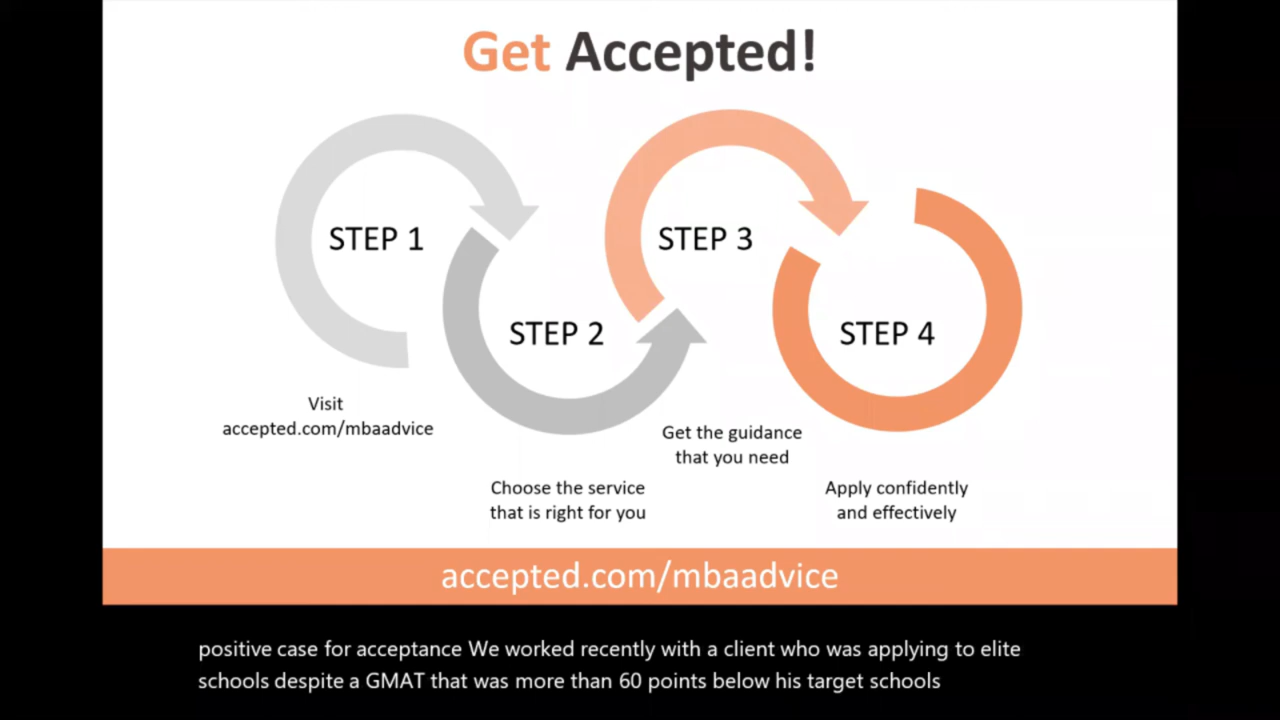 Get Accepted!
STEP 1
STEP 2
STEP 3
STEP 4
Visit
accepted.com/mbaadvice
Choose the service
that is right for you
Get the guidance
that you need
Apply confidently
and effectively
accepted.com/mbaadvice
positive case for acceptance We worked recently with a client who was applying to elite
schools despite a GMAT that was more than 60 points below his target schools